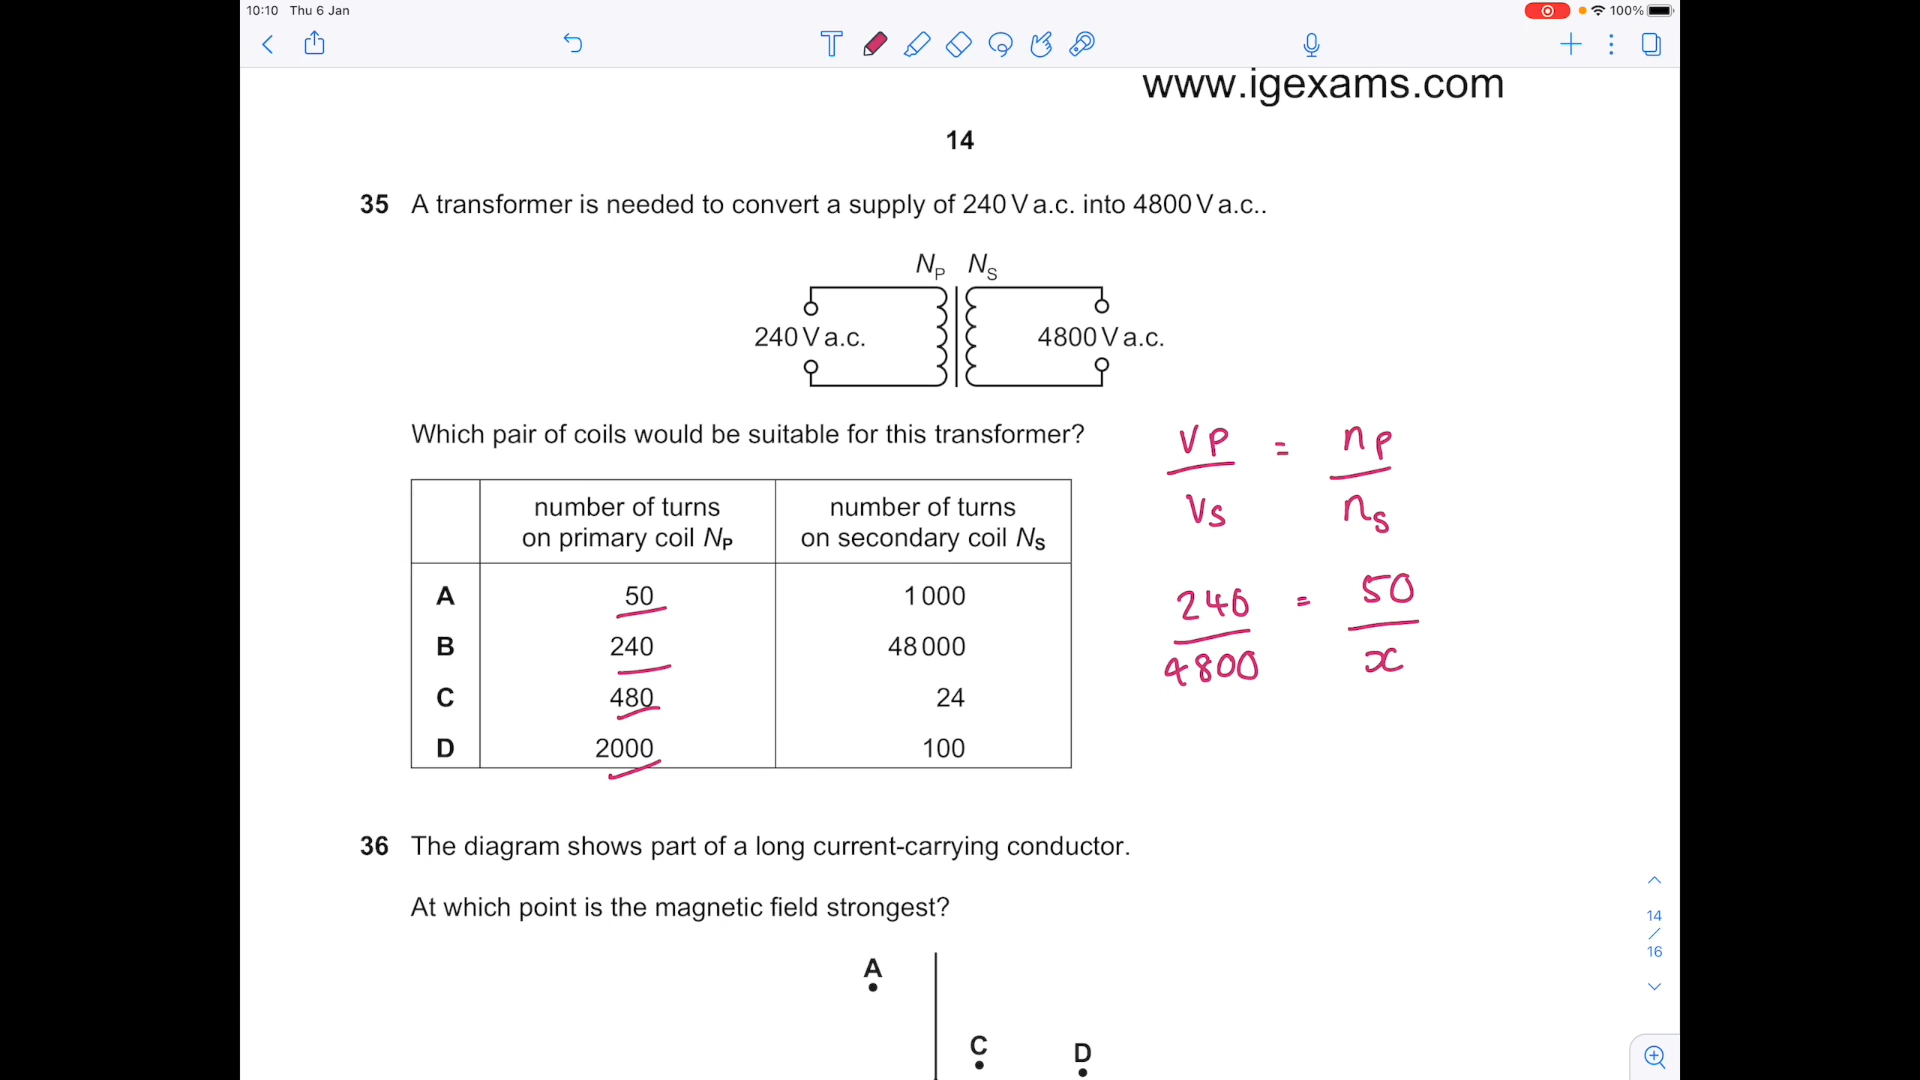 10:10 Thu 6 Jan
100%
www.igexams.com
14
35 A transformer is needed to convert a supply of 240 V a.c. into 4800 V a.c..
NP NS
240 V a.c. 4800 V a.c.
Which pair of coils would be suitable for this transformer?
number of turns on primary coil NP
number of turns on secondary coil NS
A 50 1000
B 240 48000
C 480 24
D 2000 100
VP = nP
Vs ns
240 = 50
4800 x
36 The diagram shows part of a long current-carrying conductor.
At which point is the magnetic field strongest?
A
C D
14
/
16